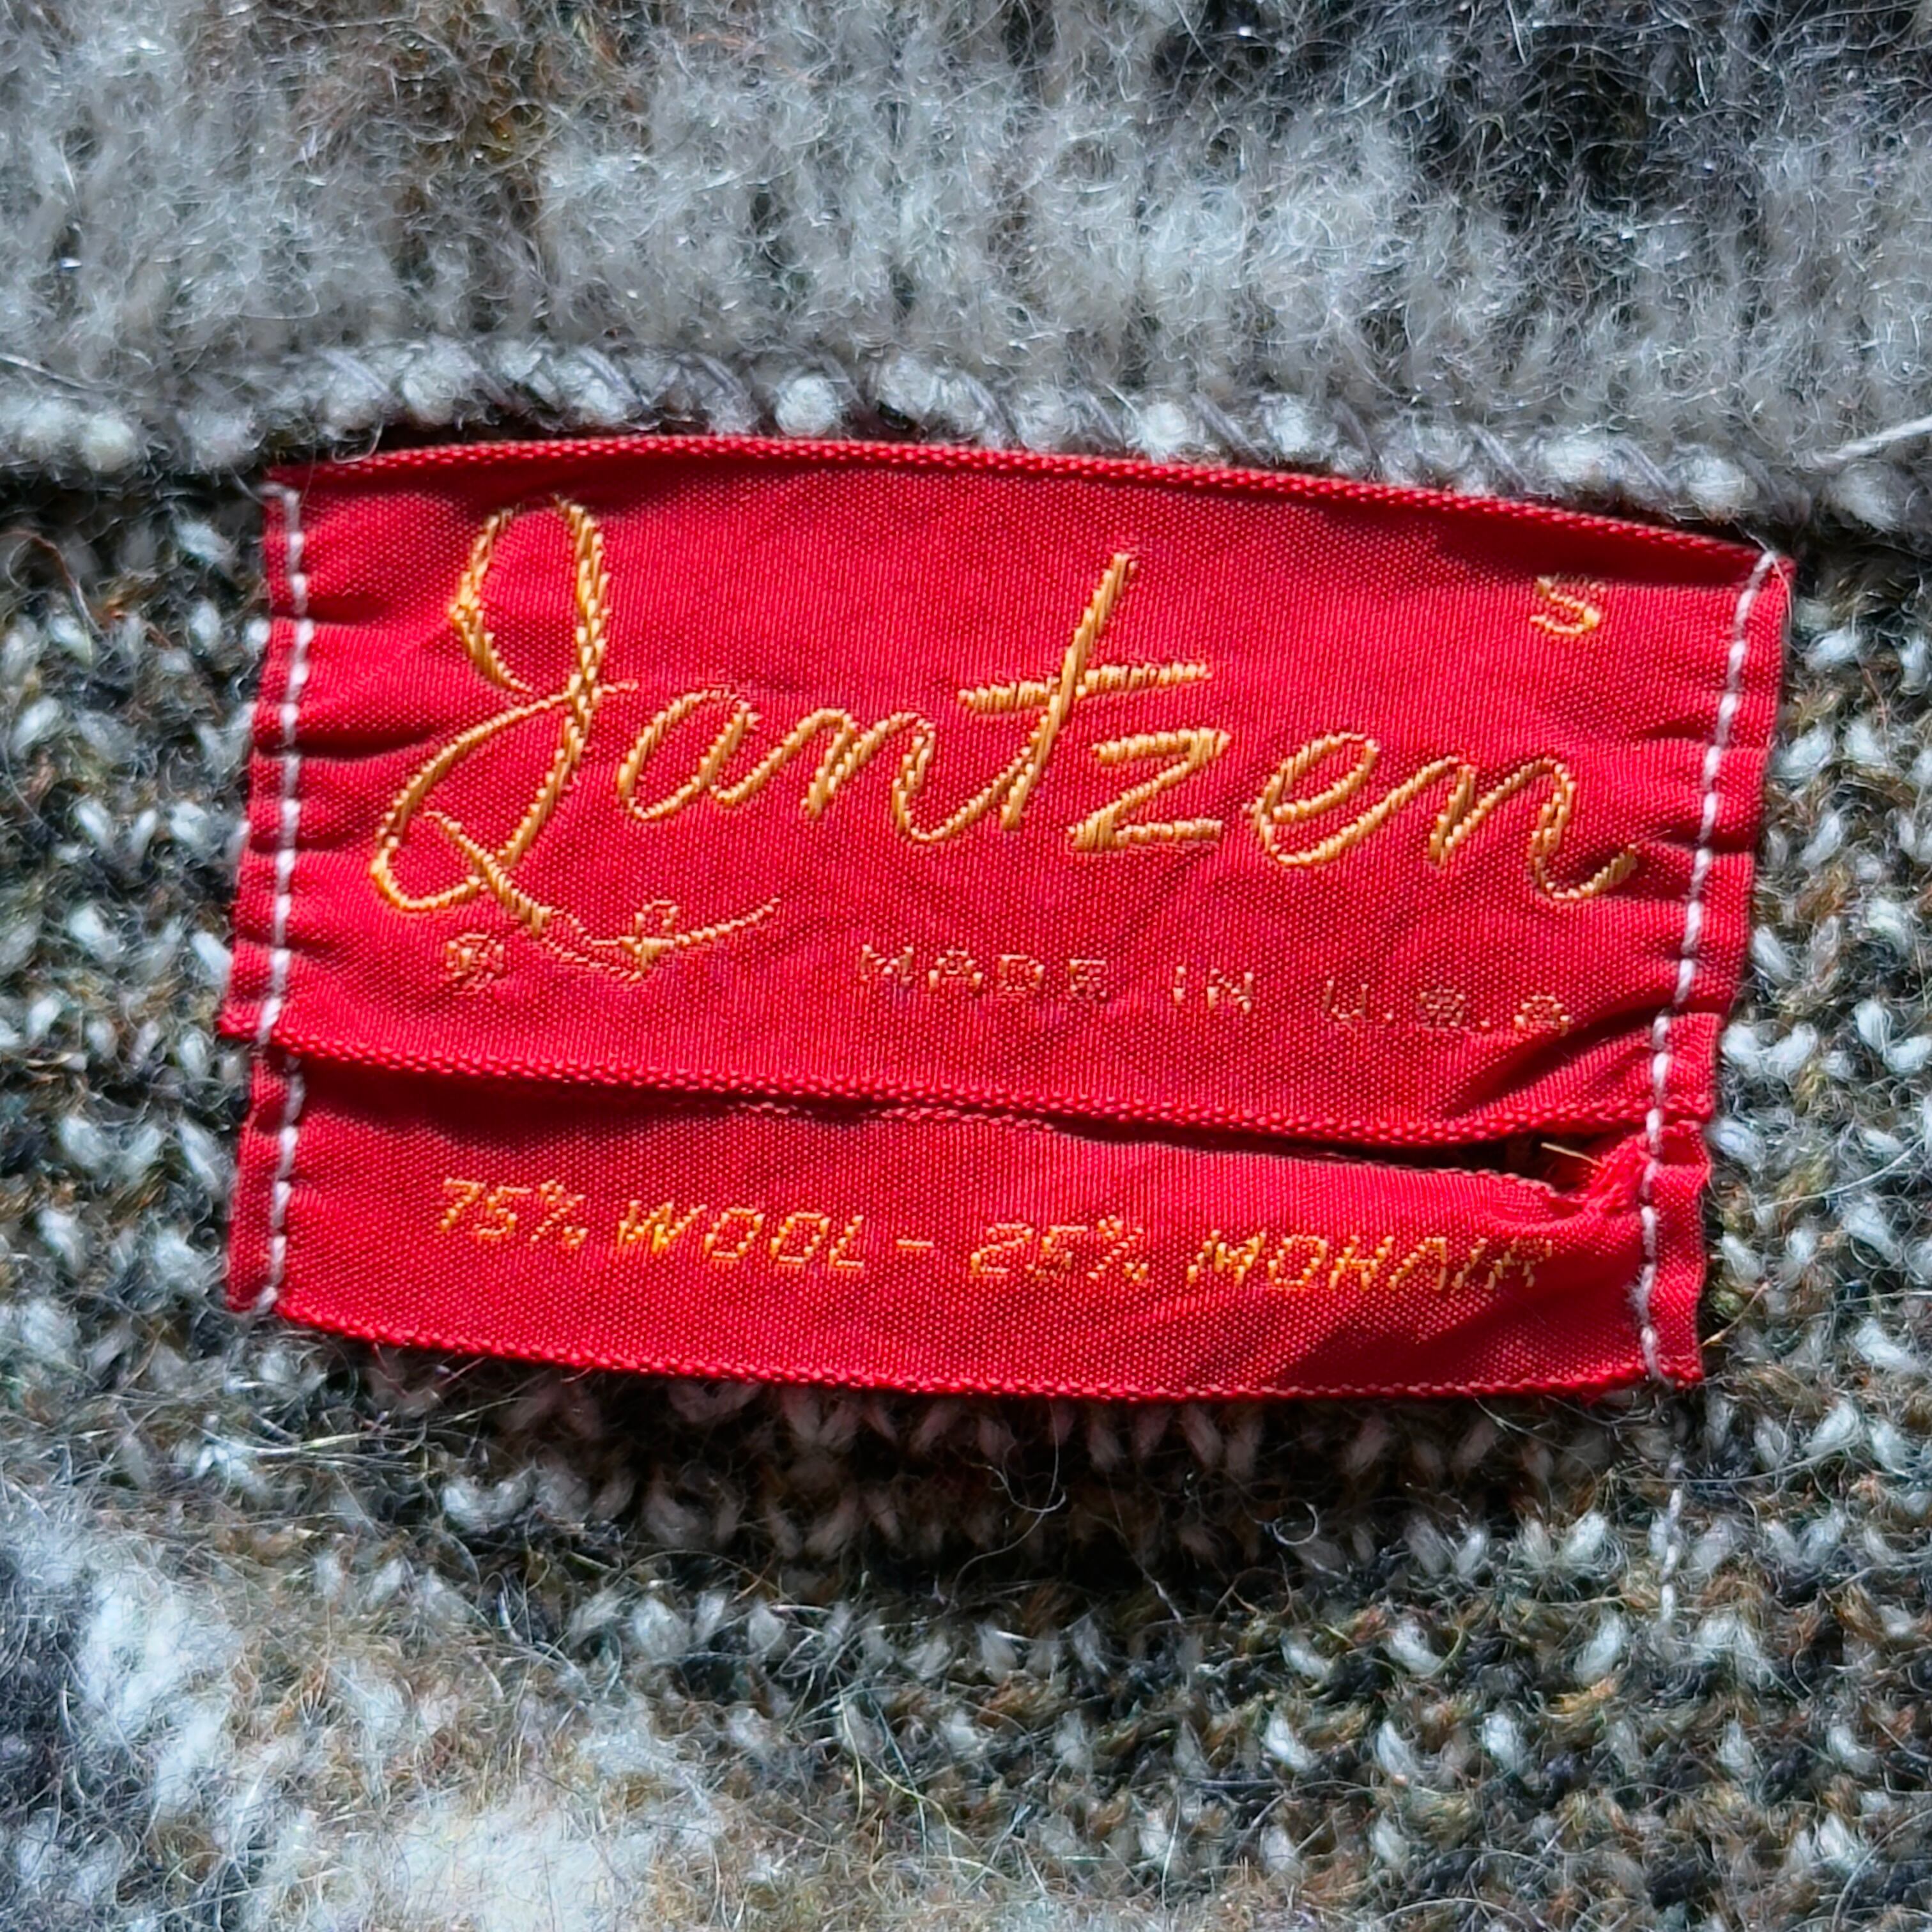 S
Jantzen
® MADE IN U.S.A.
75% WOOL - 25% MOHAIR